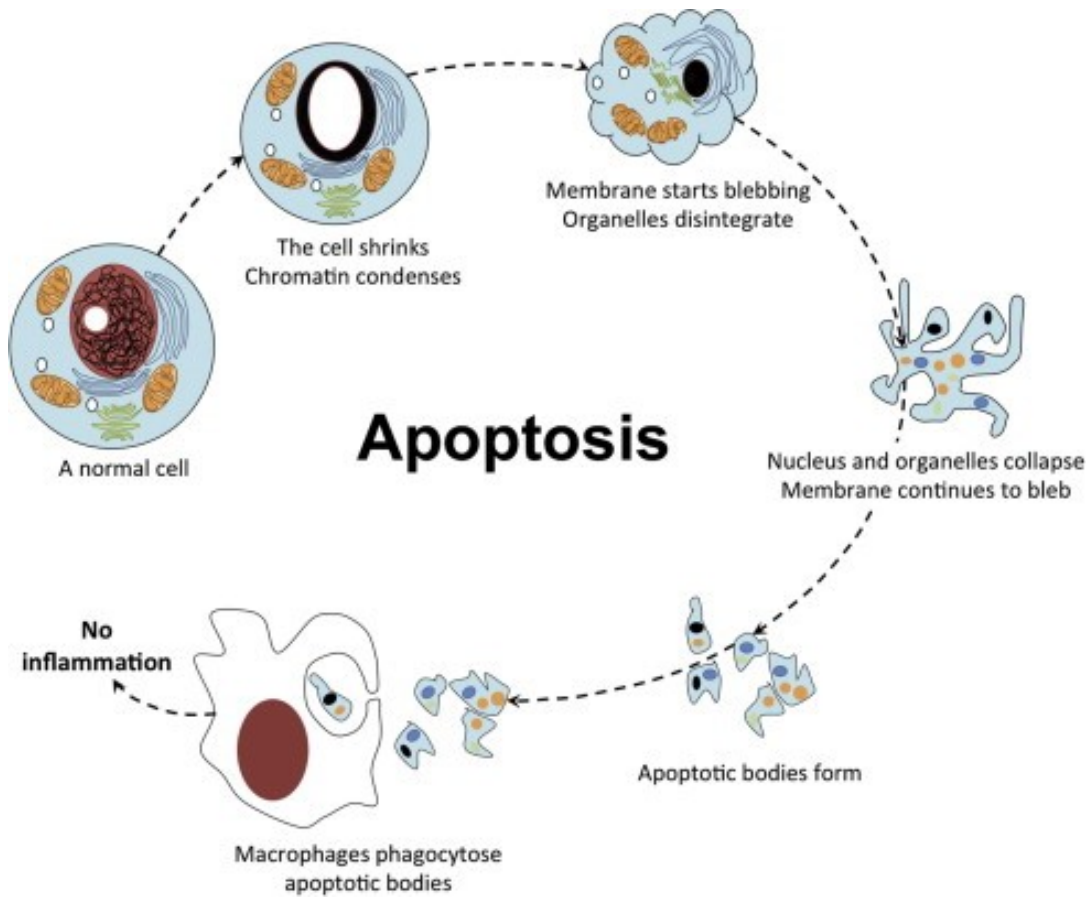 Apoptosis
A normal cell
The cell shrinks
Chromatin condenses
Membrane starts blebbing
Organelles disintegrate
Nucleus and organelles collapse
Membrane continues to bleb
Apoptotic bodies form
Macrophages phagocytose
apoptotic bodies
No
inflammation